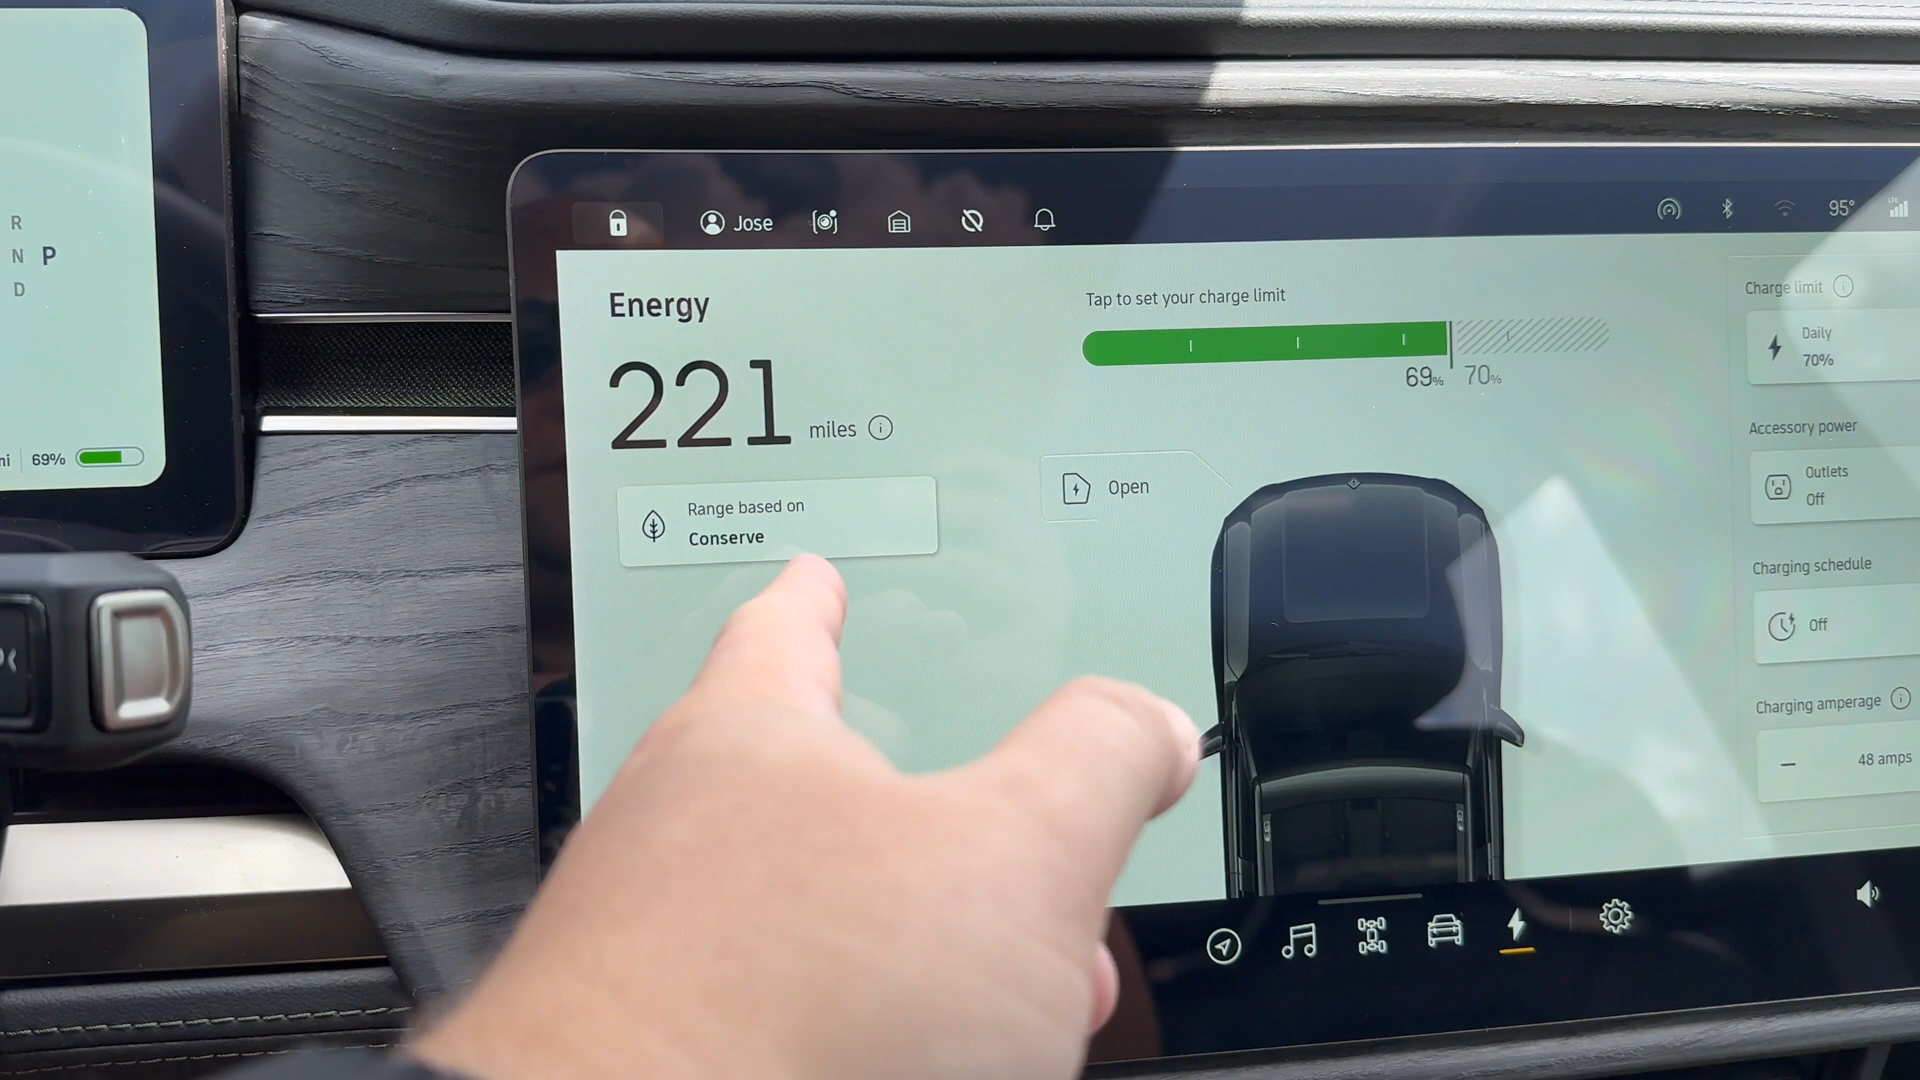 R
N P
D
mi 69%
Jose
95°
LTE
Energy
221 miles
Range based on
Conserve
Tap to set your charge limit
69% 70%
Open
Charge limit
Daily
70%
Accessory power
Outlets
Off
Charging schedule
Off
Charging amperage
48 amps